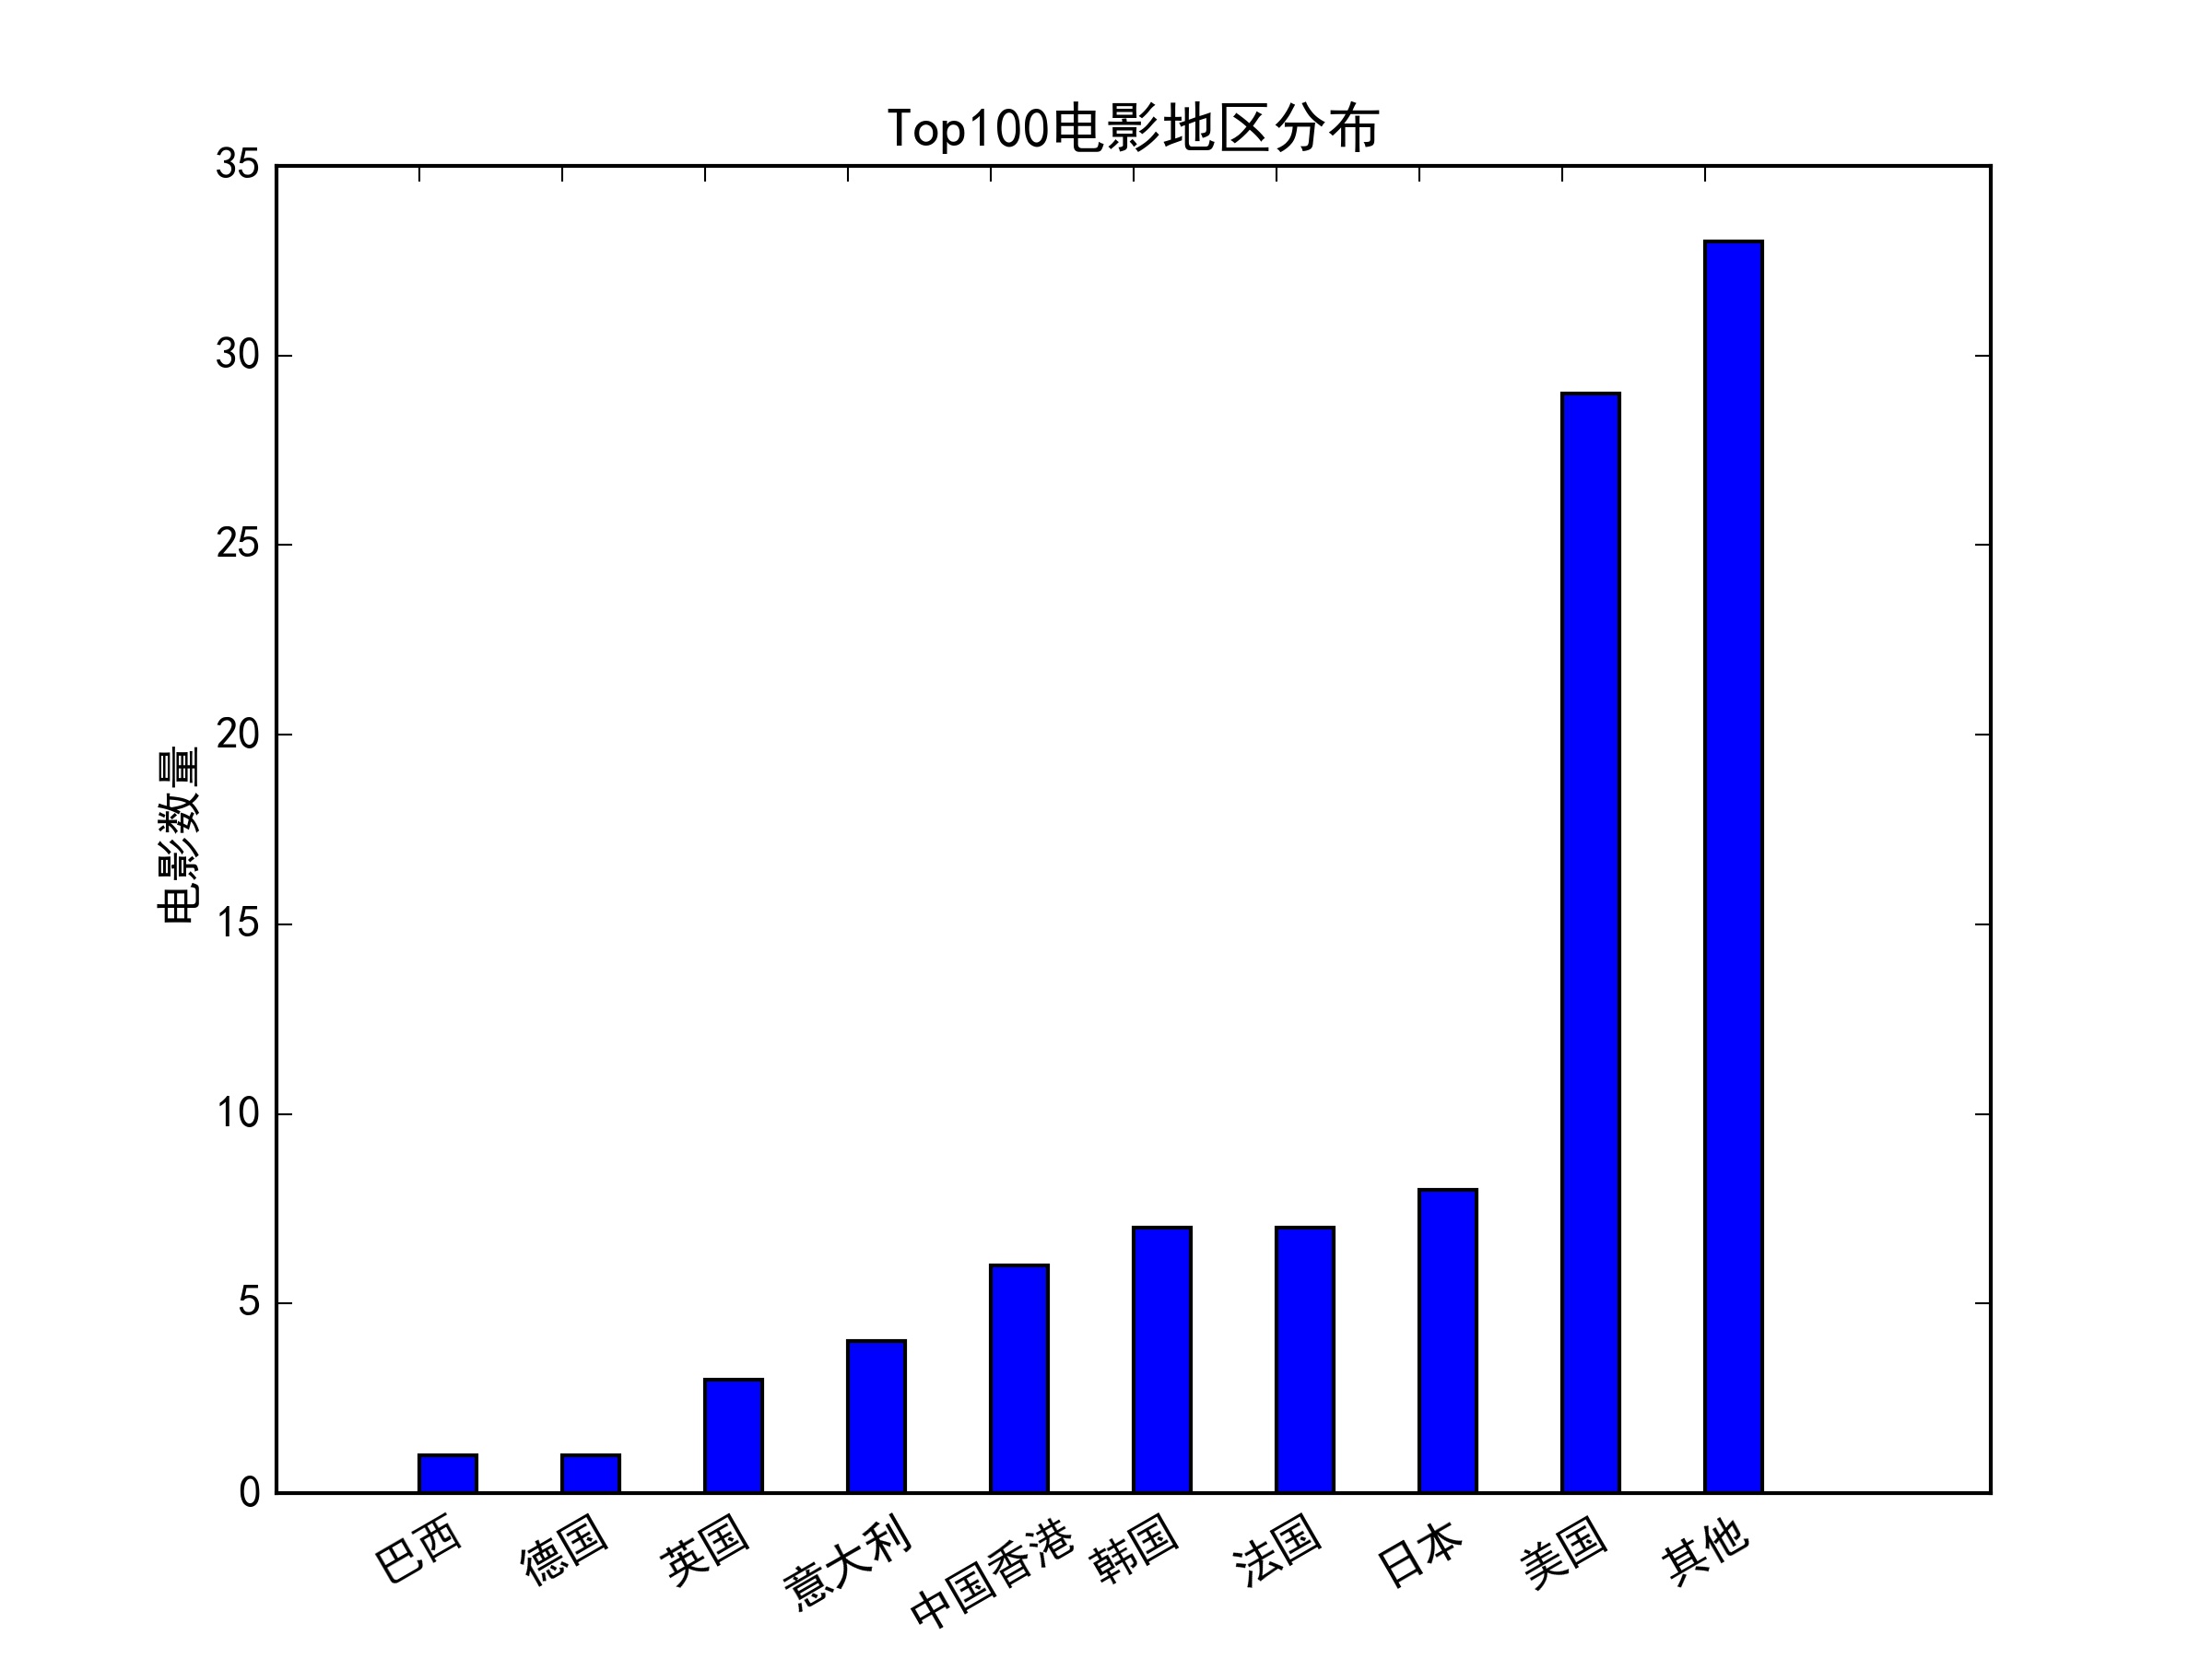 Top100电影地区分布
电影数量
35
30
25
20
15
10
5
0
巴西
德国
英国
意大利
中国香港
韩国
法国
日本
美国
其他